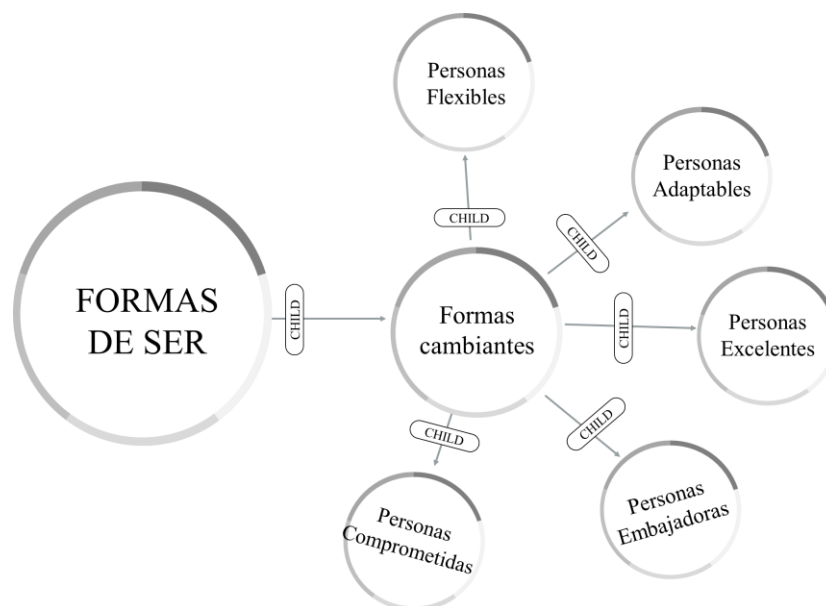 Personas
Flexibles
CHILD
Personas
Adaptables
CHILD
FORMAS
DE SER
CHILD
Formas
cambiantes
CHILD
Personas
Excelentes
CHILD
Personas
Comprometidas
CHILD
Personas
Embajadoras